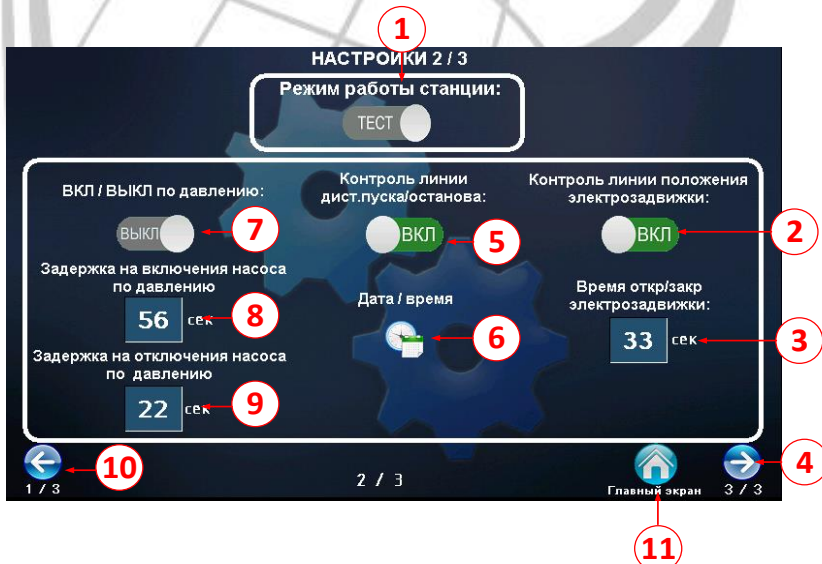 1
НАСТРОЙКИ 2 / 3
Режим работы станции:
ТЕСТ
ВКЛ / ВЫКЛ по давлению:
ВЫКЛ
7
Задержка на включения насоса
по давлению
56 сек
8
Задержка на отключения насоса
по давлению
22 сек
9
Контроль линии
дист.пуска/останова:
ВКЛ
5
Дата / время
6
Контроль линии положения
электрозадвижки:
ВКЛ
2
Время откр/закр
электрозадвижки:
33 сек
3
1 / 3
10
2 / 3
Главный экран
11
3 / 3
4